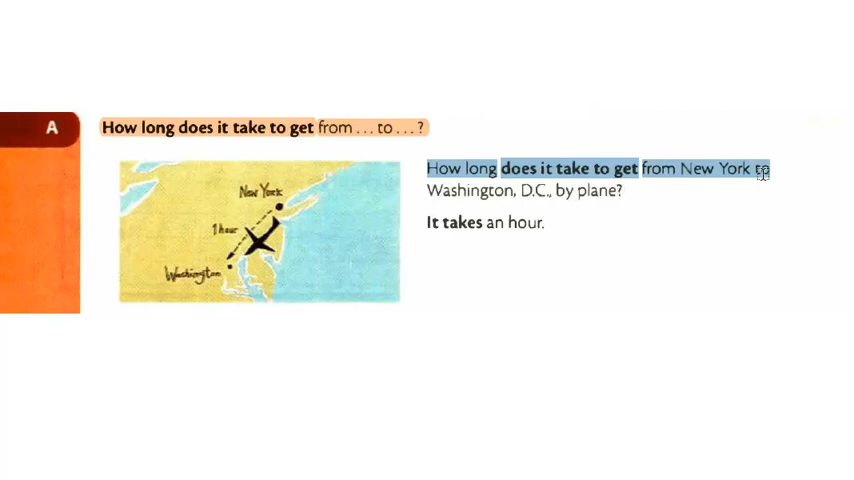 A
How long does it take to get from ... to ...?
New York
1 hour
Washington
How long does it take to get from New York to
Washington, D.C., by plane?
It takes an hour.